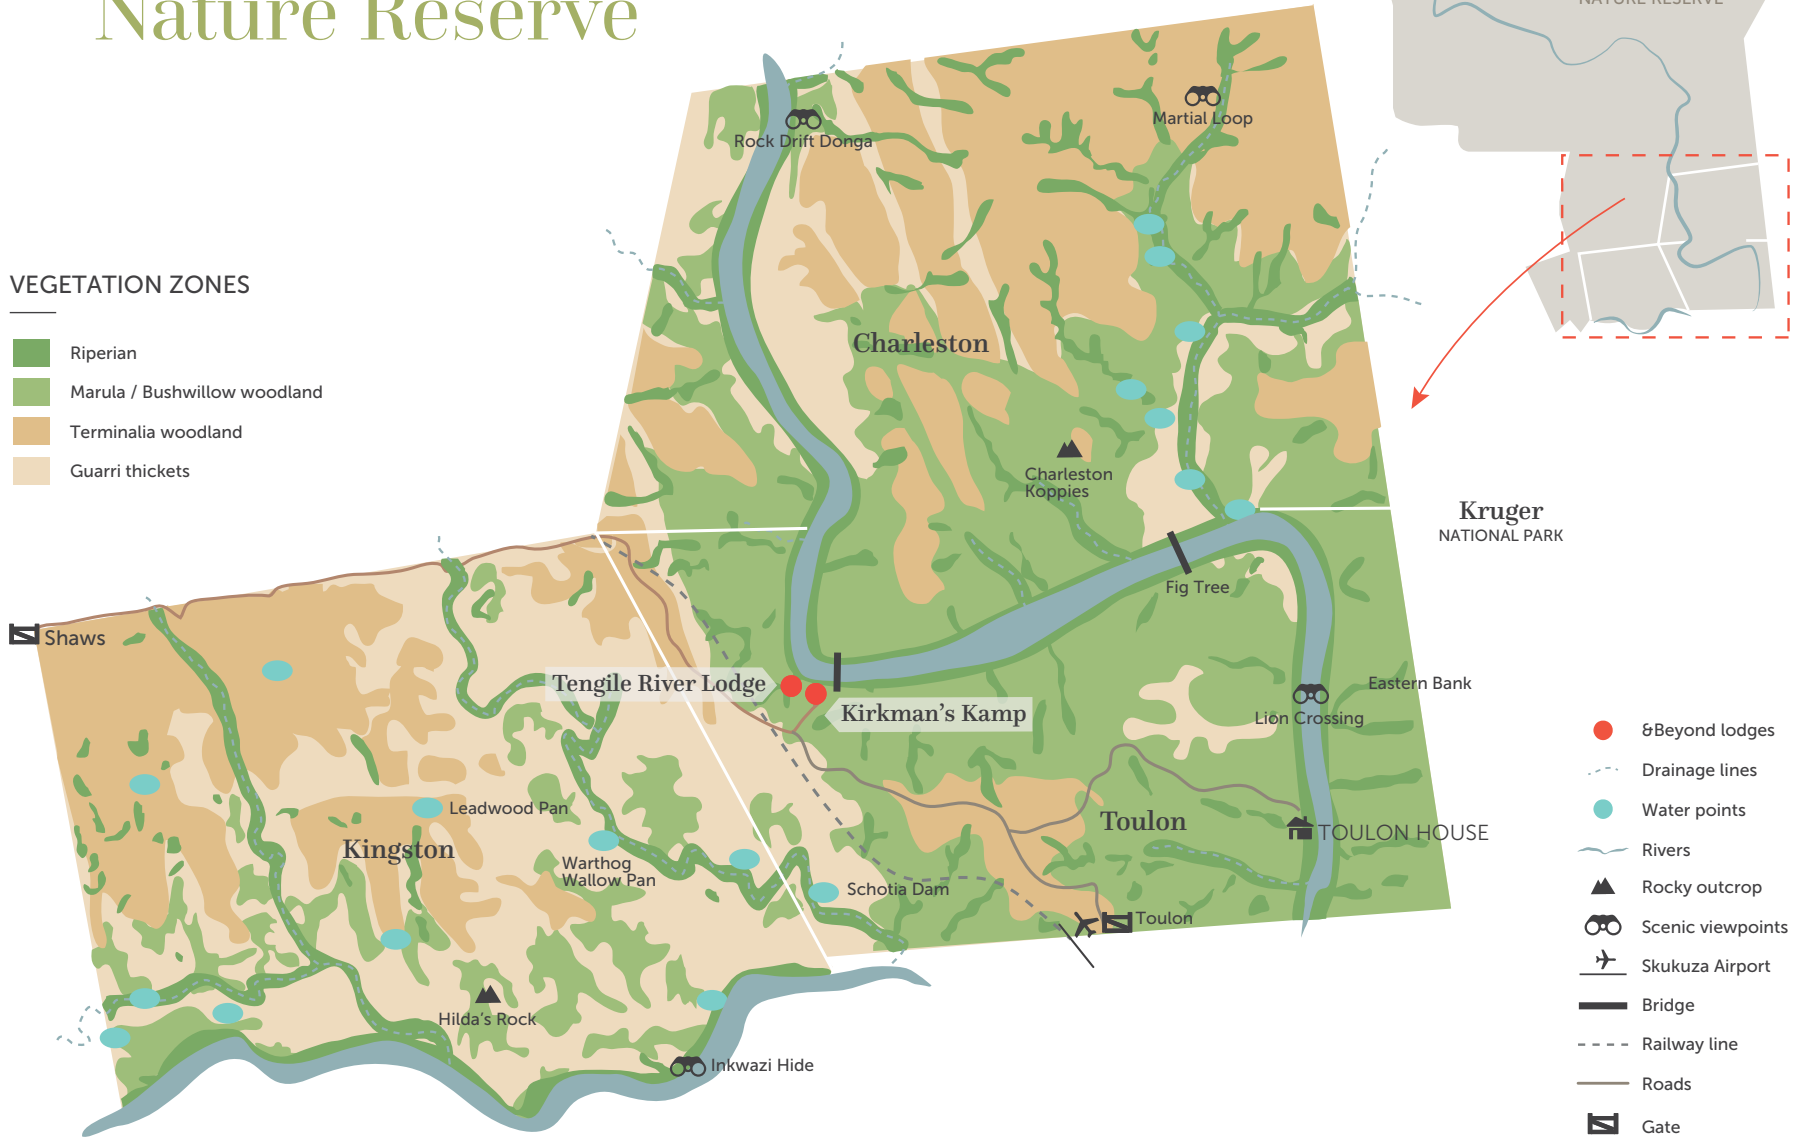 Nature Reserve
NATURE RESERVE
VEGETATION ZONES
Riperian
Marula / Bushwillow woodland
Terminalia woodland
Guarri thickets
Rock Drift Donga
Martial Loop
Charleston
Charleston
Koppies
Kruger
NATIONAL PARK
Fig Tree
Shaws
Tengile River Lodge
Kirkman's Kamp
Eastern Bank
Lion Crossing
Leadwood Pan
Kingston
Warthog
Wallow Pan
Schotia Dam
Toulon
TOULON HOUSE
Toulon
Hilda's Rock
Inkwazi Hide
&Beyond lodges
Drainage lines
Water points
Rivers
Rocky outcrop
Scenic viewpoints
Skukuza Airport
Bridge
Railway line
Roads
Gate